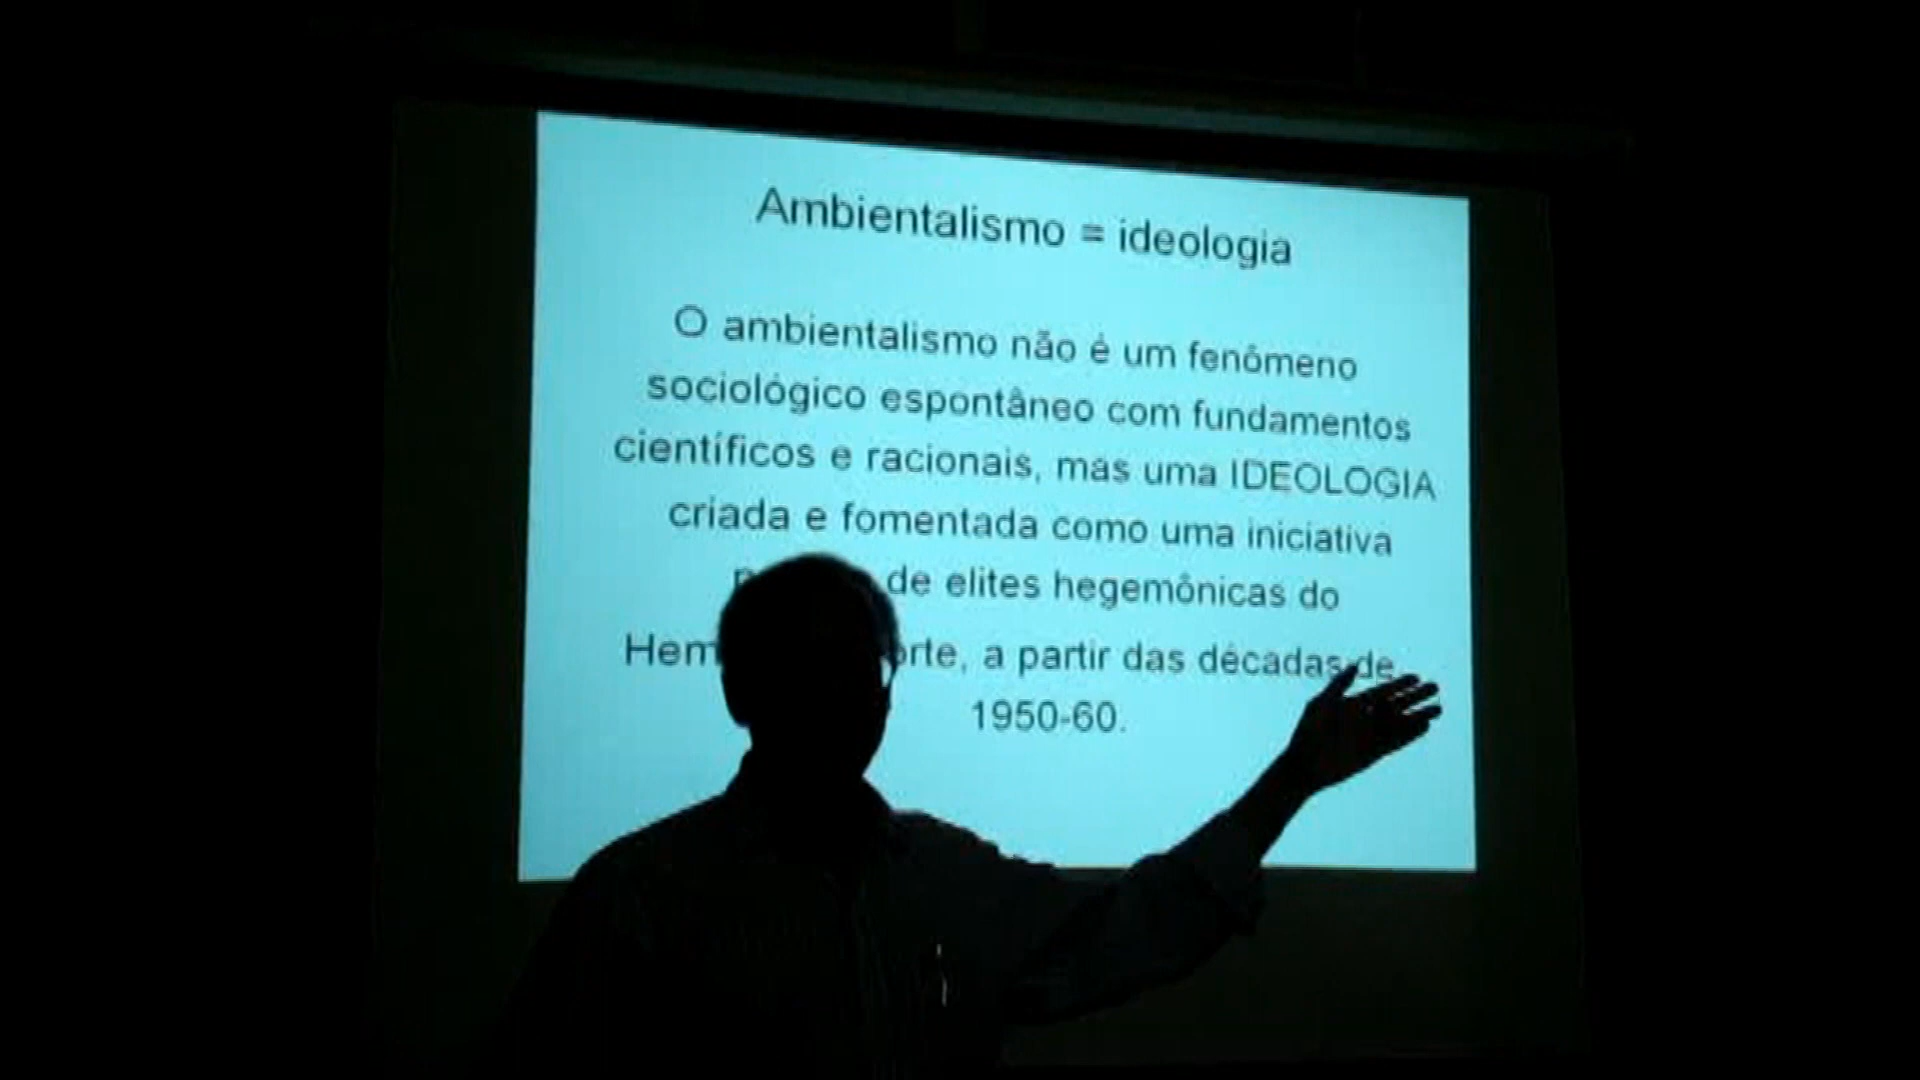 Ambientalismo = ideologia
O ambientalismo não é um fenômeno
sociológico espontâneo com fundamentos
científicos e racionais, mas uma IDEOLOGIA
criada e fomentada como uma iniciativa
de elites hegemônicas do
a partir das décadas de
1950-60.